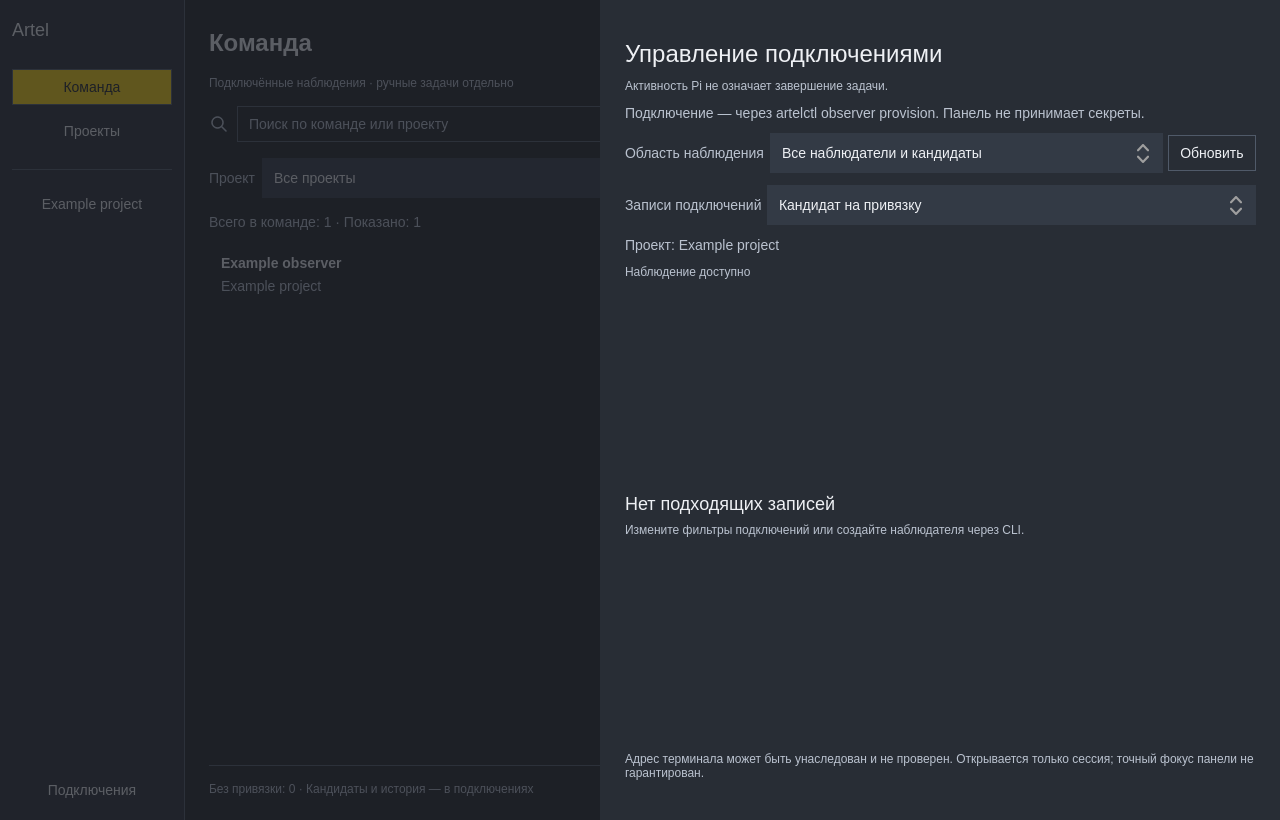 Artel
Команда
Проекты
Example project
Подключения
Команда
Подключённые наблюдения · ручные задачи отдельно
Поиск по команде или проекту
Проект
Все проекты
Всего в команде: 1 · Показано: 1
Example observer
Example project
Без привязки: 0 · Кандидаты и история — в подключениях
Управление подключениями
Активность Pi не означает завершение задачи.
Подключение — через artelctl observer provision. Панель не принимает секреты.
Область наблюдения
Все наблюдатели и кандидаты
Обновить
Записи подключений
Кандидат на привязку
Проект: Example project
Наблюдение доступно
Нет подходящих записей
Измените фильтры подключений или создайте наблюдателя через CLI.
Адрес терминала может быть унаследован и не проверен. Открывается только сессия; точный фокус панели не
гарантирован.